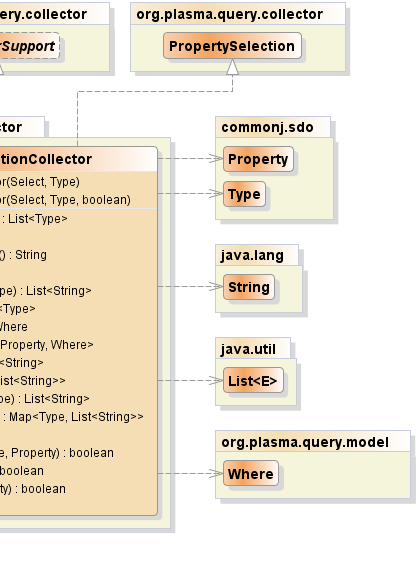 ery.collector
org.plasma.query.collector
rSupport
PropertySelection
ctor
tionCollector
or(Select, Type)
or(Select, Type, boolean)
: List<Type>
() : String
pe) : List<String>
<Type>
Where
Property, Where>
<String>
List<String>>
pe) : List<String>
: Map<Type, List<String>>
e, Property) : boolean
boolean
ty) : boolean
commonj.sdo
Property
Type
java.lang
String
java.util
List<E>
org.plasma.query.model
Where